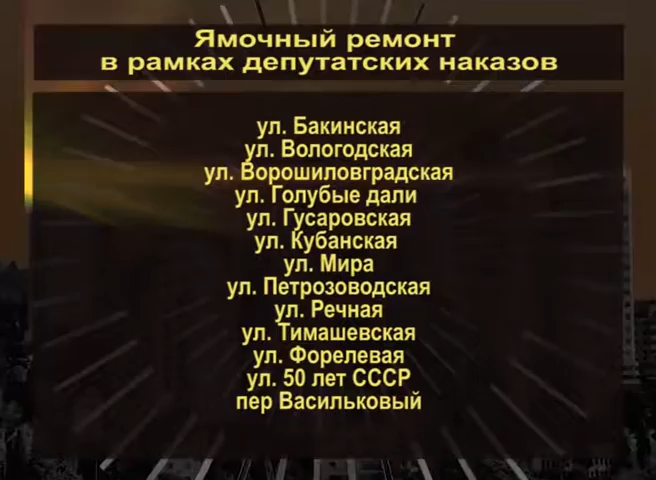 Ямочный ремонт
в рамках депутатских наказов
ул. Бакинская
ул. Вологодская
ул. Ворошиловградская
ул. Голубые дали
ул. Гусаровская
ул. Кубанская
ул. Мира
ул. Петрозоводская
ул. Речная
ул. Тимашевская
ул. Форелевая
ул. 50 лет СССР
пер Васильковый